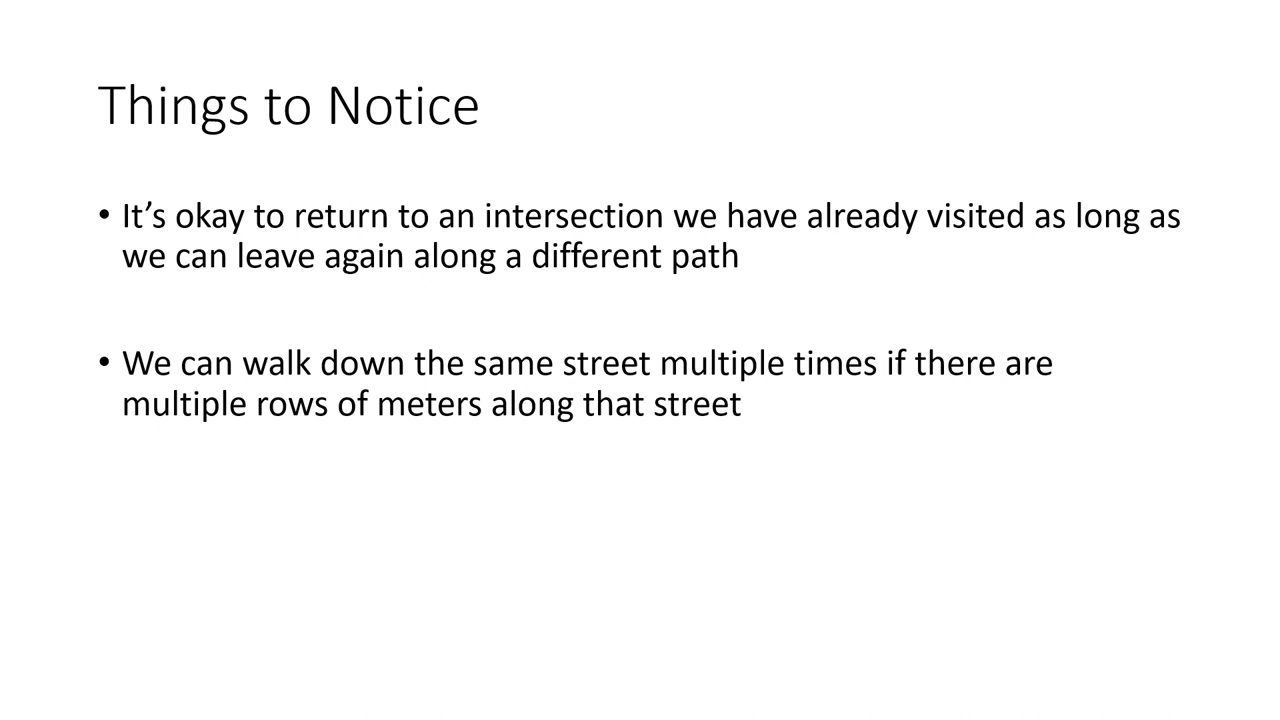 Things to Notice
• It’s okay to return to an intersection we have already visited as long as
we can leave again along a different path
• We can walk down the same street multiple times if there are
multiple rows of meters along that street